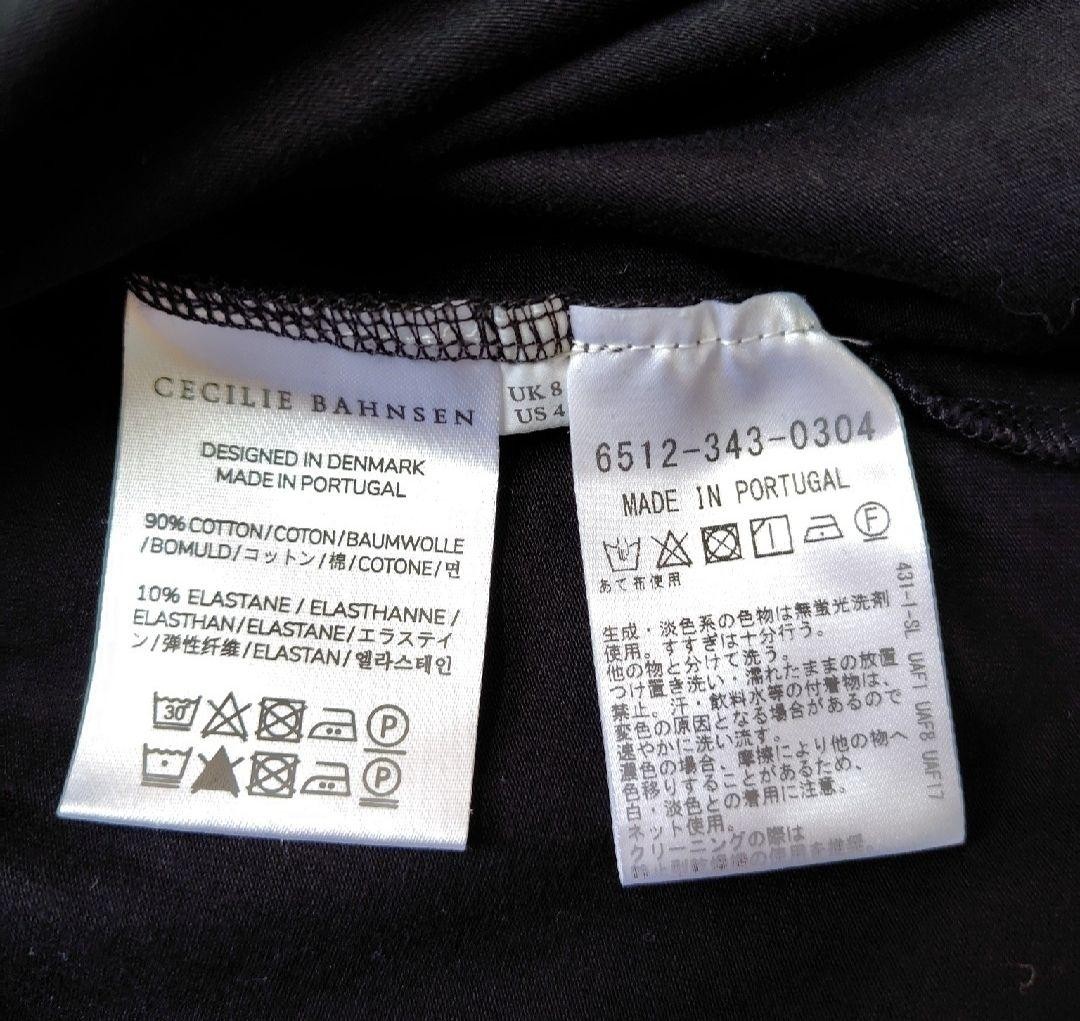 CECILIE BAHNSEN
DESIGNED IN DENMARK
MADE IN PORTUGAL
90% COTTON/COTON/BAUMWOLLE
/BOMULD/コットン/棉/COTONE/면
10% ELASTANE / ELASTHANNE /
ELASTHAN/ELASTANE/エラステイ
ン/弹性纤维/ELASTAN/엘라스테인
30
P
P
UK 8
US 4
6512-343-0304
MADE IN PORTUGAL
F
あて布使用
生成・淡色系の色物は無蛍光洗剤
使用。すすぎは十分行う。
他の物と分けて洗う。
つけ置き洗い・濡れたままの放置
禁止。汗・飲料水等の付着物は、
変色の原因となる場合があるので
速やかに洗い流す。
濃色の場合、摩擦により他の物へ
色移りすることがあるため、
白・淡色との着用に注意。
ネット使用。
クリーニングの際は
431-I-SL UAF1 UAF8 UAF17